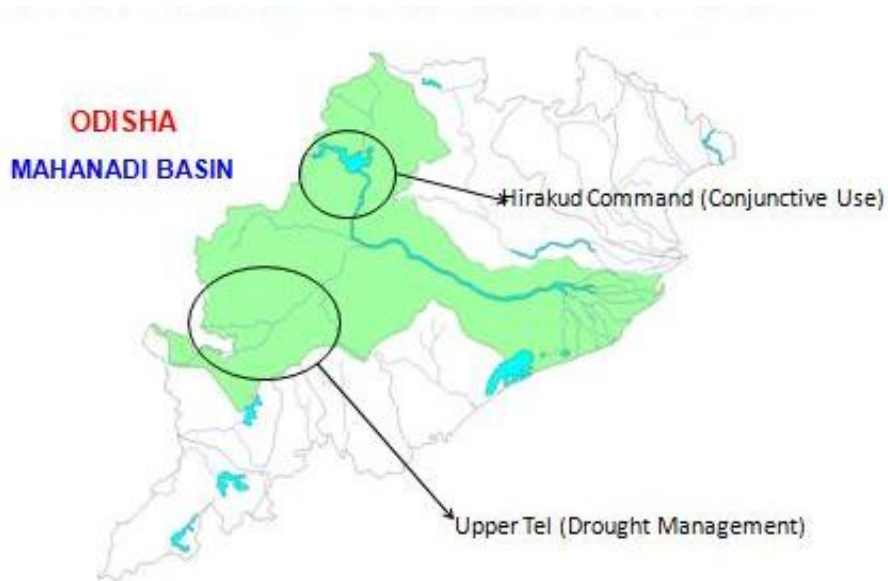 ODISHA
MAHANADI BASIN
Hirakud Command (Conjunctive Use)
Upper Tel (Drought Management)